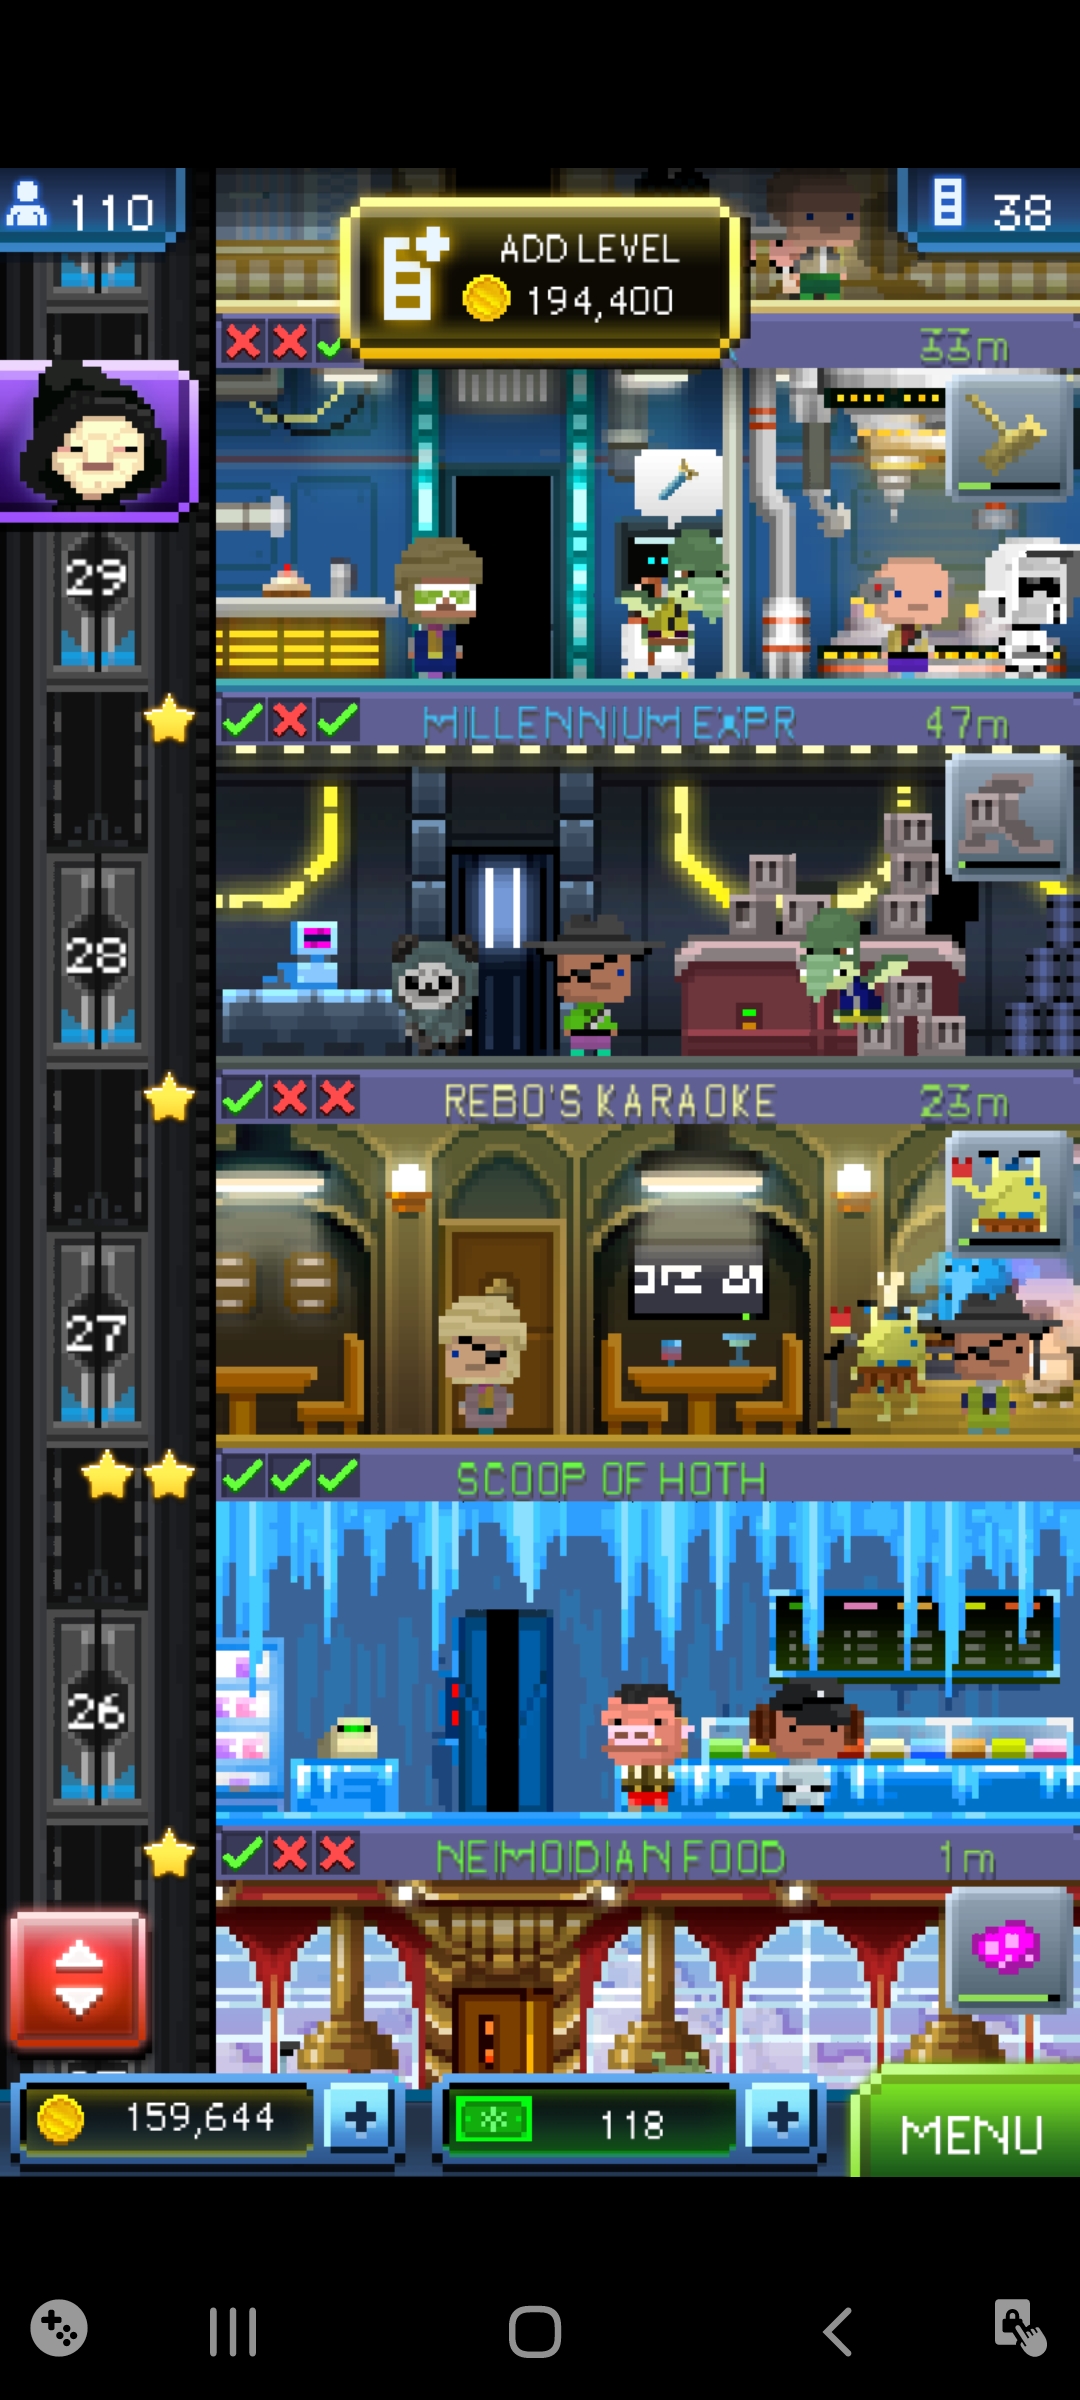 110
38
ADD LEVEL
194,400
33m
29
MILLENNIUM EXPR
47m
28
REBO'S KARAOKE
23m
27
SCOOP OF HOTH
26
NEIMOIDIAN FOOD
1m
159,644
118
MENU